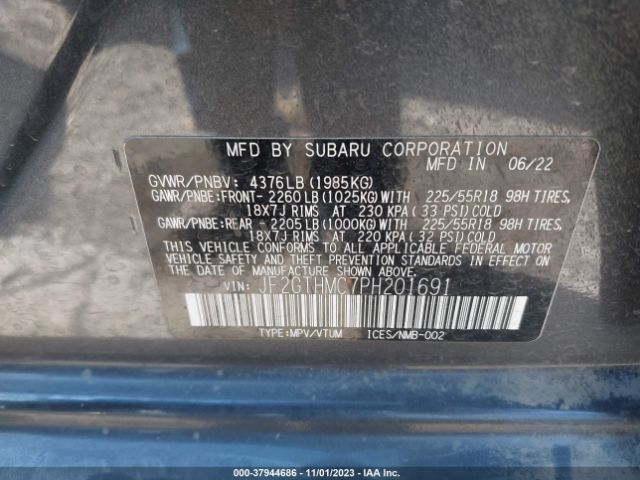 MFD BY SUBARU CORPORATION
MFD IN 06/22
GVWR/PNBV: 4376LB(1985KG)
GAWR/PNBE:FRONT- 2260LB(1025KG)WITH 225/55R18 98H TIRES,
18X7J RIMS AT 230 KPA(33 PSI)COLD
GAWR/PNBE:REAR - 2205LB(1000KG)WITH 225/55R18 98H TIRES,
18X7J RIMS AT 220 KPA(32 PSI)COLD
THIS VEHICLE CONFORMS TO ALL APPLICABLE FEDERAL MOTOR
VEHICLE SAFETY AND THEFT PREVENTION STANDARDS IN EFFECT
ON THE DATE OF MANUFACTURE SHOWN ABOVE.
VIN: JF2GTHMC7PH201691
TYPE:MPV/VTUM ICES/NMB-002
000-37944686 - 11/01/2023 - IAA Inc.